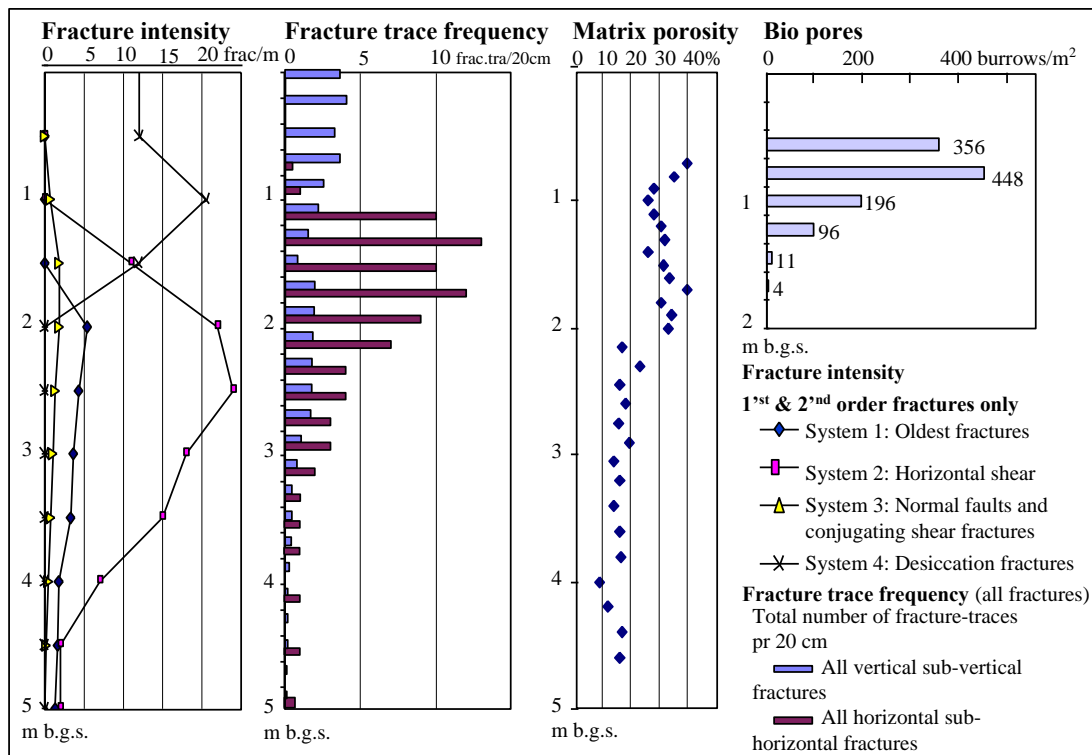 Fracture intensity
0 5 10 15 20 frac/m
1
2
3
4
5
m b.g.s.
Fracture trace frequency
0 5 10 frac.tra/20cm
1
2
3
4
5
m b.g.s.
Matrix porosity
0 10 20 30 40%
1
2
3
4
5
Bio pores
0 200 400 burrows/m²
356
448
1
196
96
11
4
2
m b.g.s.
Fracture intensity
1'st & 2'nd order fractures only
System 1: Oldest fractures
System 2: Horizontal shear
System 3: Normal faults and
conjugating shear fractures
System 4: Desiccation fractures
Fracture trace frequency (all fractures)
Total number of fracture-traces
pr 20 cm
All vertical sub-vertical
fractures
All horizontal sub-
horizontal fractures